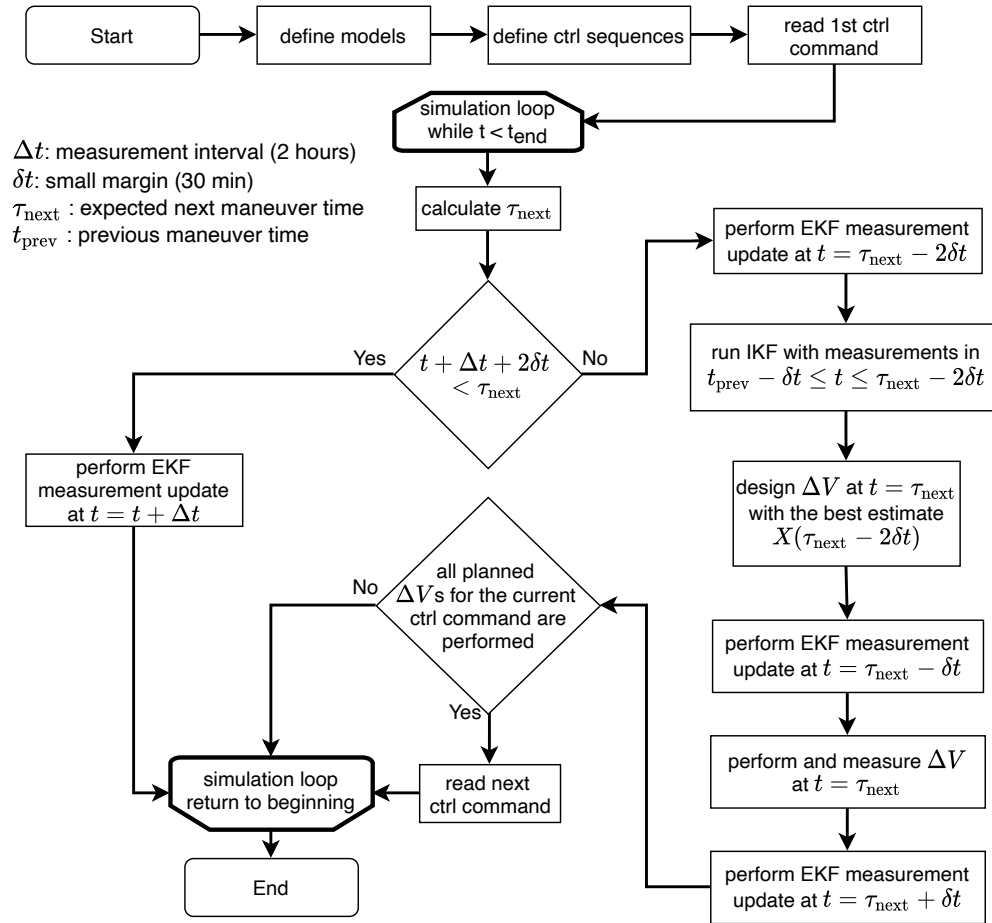 Start
define models
define ctrl sequences
read 1st ctrl
command
simulation loop
while t < t_end
Δt: measurement interval (2 hours)
δt: small margin (30 min)
τ_next : expected next maneuver time
t_prev : previous maneuver time
calculate τ_next
t + Δt + 2δt
< τ_next
Yes
No
perform EKF
measurement update
at t = t + Δt
perform EKF measurement
update at t = τ_next − 2δt
run IKF with measurements in
t_prev − δt ≤ t ≤ τ_next − 2δt
design ΔV at t = τ_next
with the best estimate
X(τ_next − 2δt)
perform EKF measurement
update at t = τ_next − δt
perform and measure ΔV
at t = τ_next
perform EKF measurement
update at t = τ_next + δt
all planned
ΔVs for the current
ctrl command are
performed
No
Yes
read next
ctrl command
simulation loop
return to beginning
End